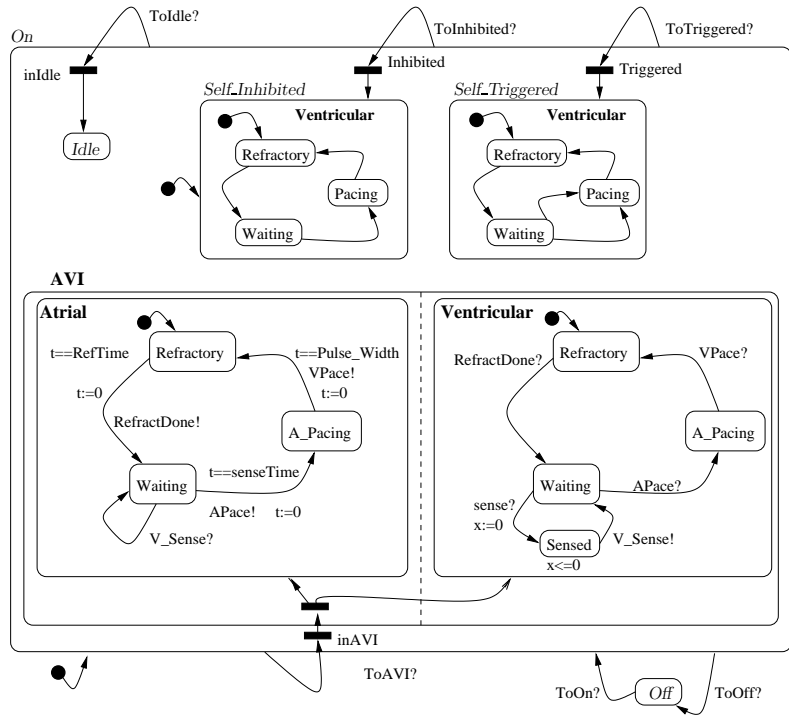 ToIdle?
ToInhibited?
ToTriggered?
On
inIdle
Inhibited
Triggered
Self_Inhibited
Self_Triggered
Ventricular
Ventricular
Idle
Refractory
Refractory
Pacing
Pacing
Waiting
Waiting
AVI
Atrial
Ventricular
t==RefTime
Refractory
t==Pulse_Width
VPace!
t:=0
t:=0
RefractDone!
A_Pacing
t==senseTime
Waiting
APace!
t:=0
V_Sense?
RefractDone?
Refractory
VPace?
A_Pacing
Waiting
APace?
sense?
x:=0
Sensed
V_Sense!
x<=0
inAVI
ToAVI?
ToOn?
Off
ToOff?